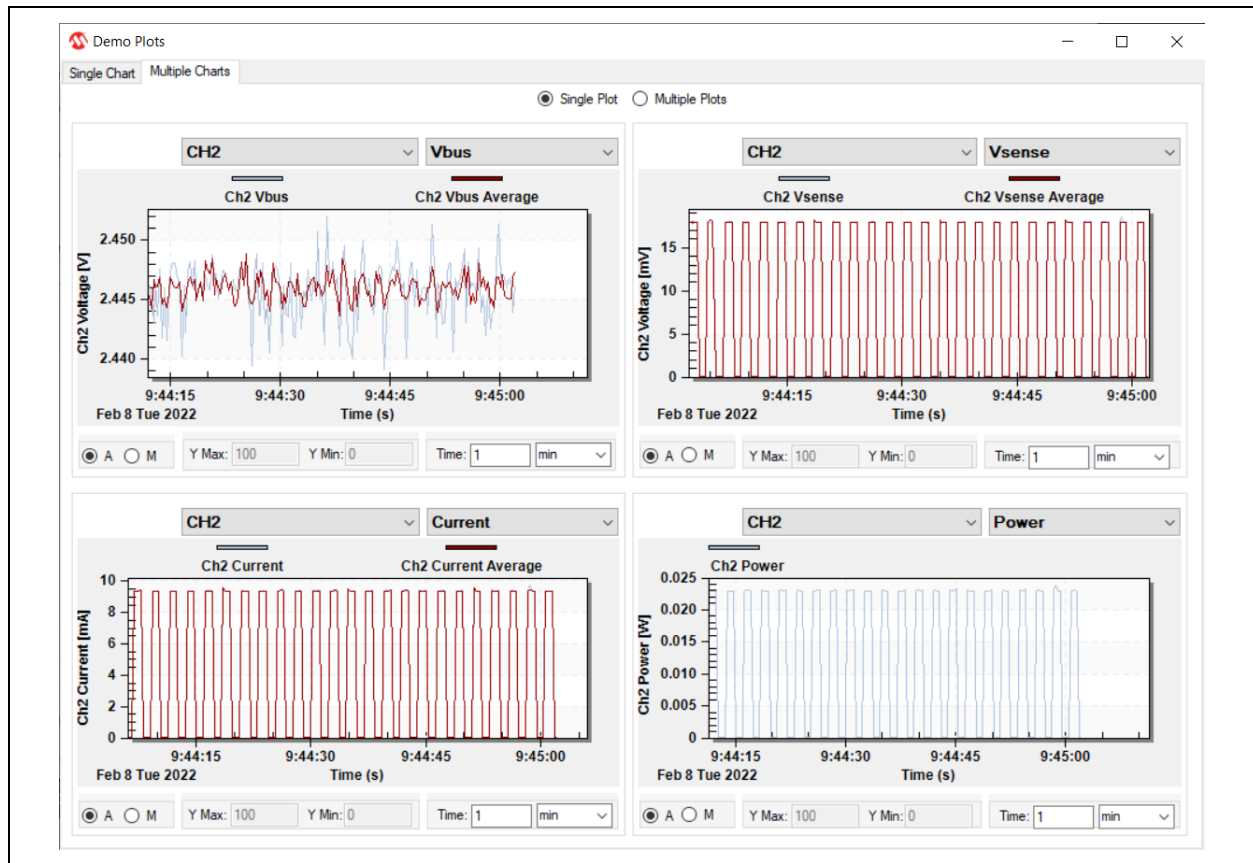 Demo Plots
Single Chart Multiple Charts
Single Plot Multiple Plots
CH2 Vbus
Ch2 Vbus Ch2 Vbus Average
Ch2 Voltage [V]
2.450
2.445
2.440
9:44:15 9:44:30 9:44:45 9:45:00
Feb 8 Tue 2022 Time (s)
A M Y Max: 100 Y Min: 0 Time: 1 min
CH2 Vsense
Ch2 Vsense Ch2 Vsense Average
Ch2 Voltage [mV]
15
10
5
0
9:44:15 9:44:30 9:44:45 9:45:00
Feb 8 Tue 2022 Time (s)
A M Y Max: 100 Y Min: 0 Time: 1 min
CH2 Current
Ch2 Current Ch2 Current Average
Ch2 Current [mA]
10
8
6
4
2
0
9:44:15 9:44:30 9:44:45 9:45:00
Feb 8 Tue 2022 Time (s)
A M Y Max: 100 Y Min: 0 Time: 1 min
CH2 Power
Ch2 Power
Ch2 Power [W]
0.025
0.020
0.015
0.010
0.005
0
9:44:15 9:44:30 9:44:45 9:45:00
Feb 8 Tue 2022 Time (s)
A M Y Max: 100 Y Min: 0 Time: 1 min